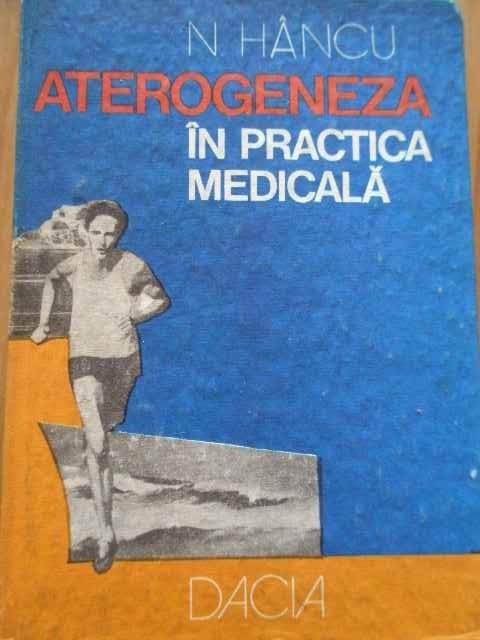 N. HÂNCU
ATEROGENEZA
ÎN PRACTICA
MEDICALĂ
DACIA